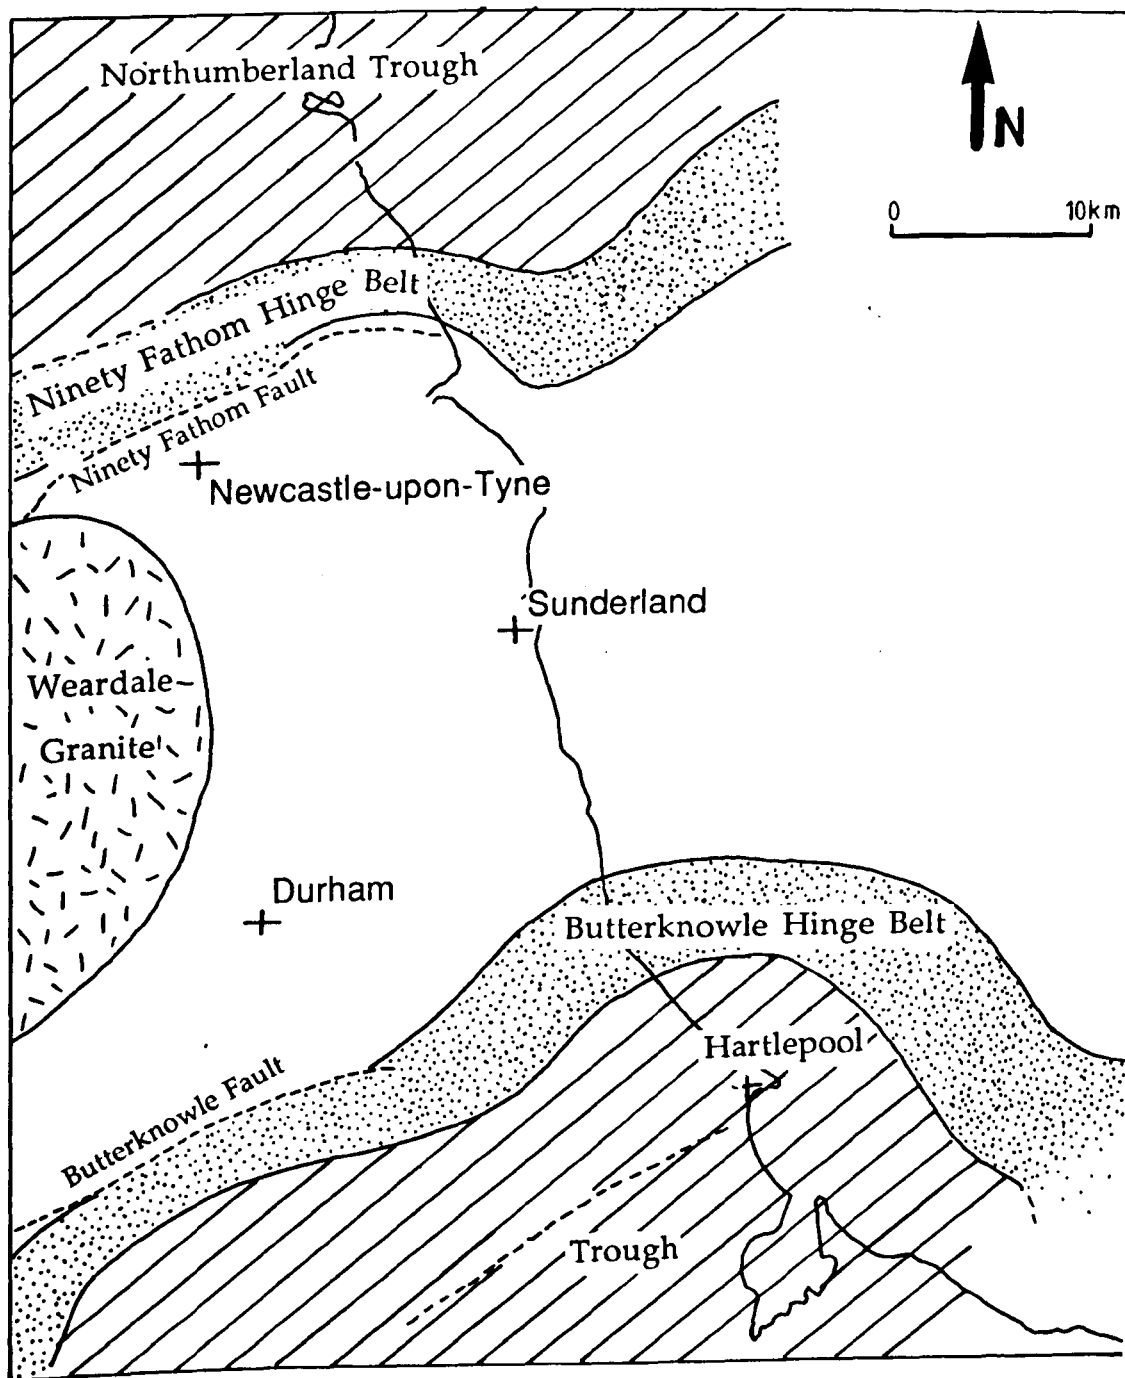 Northumberland Trough
N
0 10km
Ninety Fathom Hinge Belt
Ninety Fathom Fault
Newcastle-upon-Tyne
Sunderland
Weardale
Granite
Durham
Butterknowle Hinge Belt
Hartlepool
Butterknowle Fault
Trough